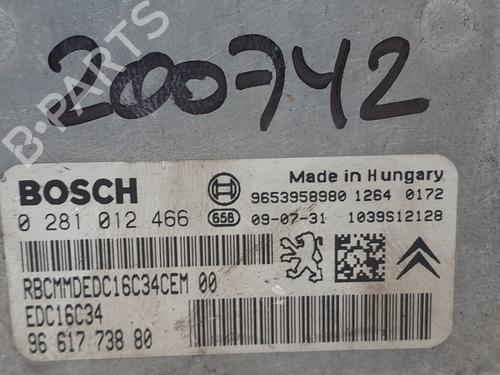 200742
B-PARTS
BOSCH
Made in Hungary
9653958980 1264 0172
0 281 012 466 656 09-07-31 1039S12128
RBCMMDEDC16C34CEM 00
EDC16C34
96 617 738 80